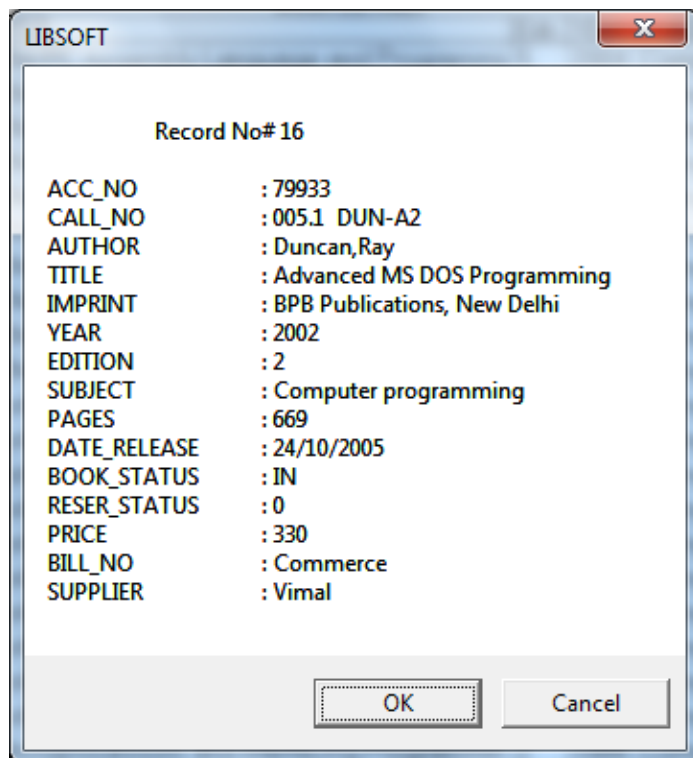 LIBSOFT
Record No# 16
ACC_NO : 79933
CALL_NO : 005.1 DUN-A2
AUTHOR : Duncan,Ray
TITLE : Advanced MS DOS Programming
IMPRINT : BPB Publications, New Delhi
YEAR : 2002
EDITION : 2
SUBJECT : Computer programming
PAGES : 669
DATE_RELEASE : 24/10/2005
BOOK_STATUS : IN
RESER_STATUS : 0
PRICE : 330
BILL_NO : Commerce
SUPPLIER : Vimal
OK Cancel